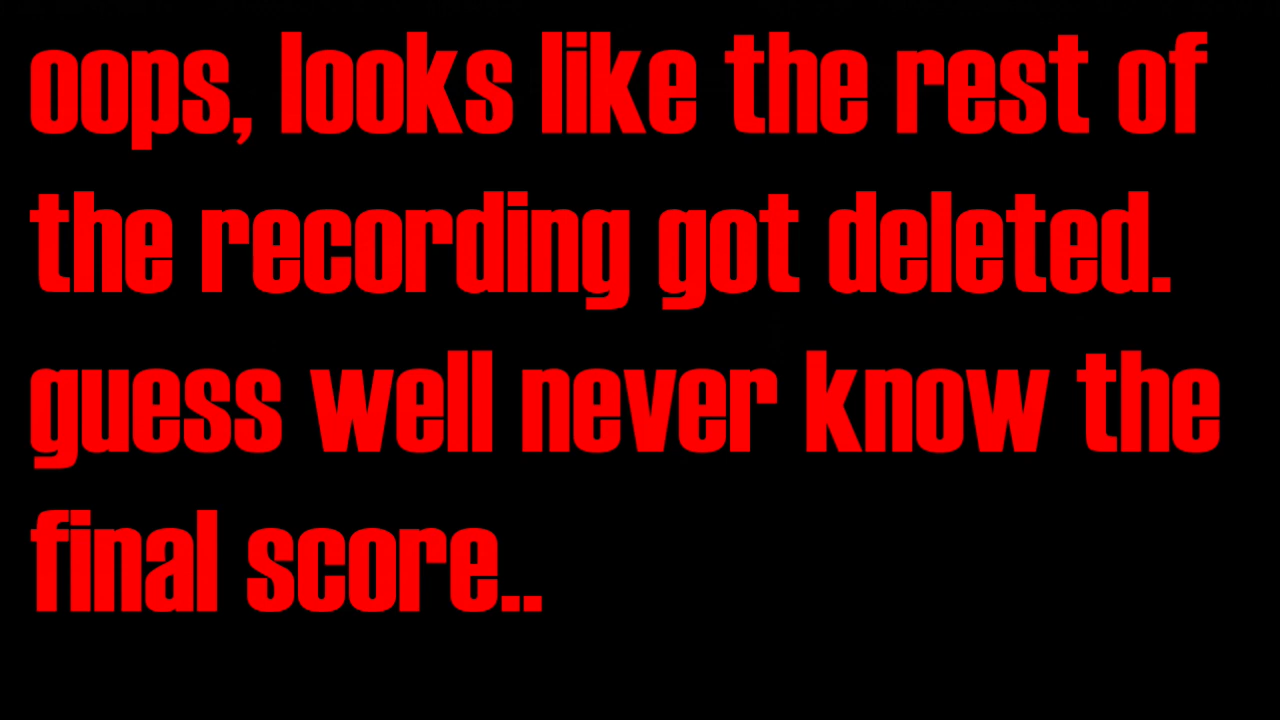 oops, looks like the rest of
the recording got deleted.
guess well never know the
final score..